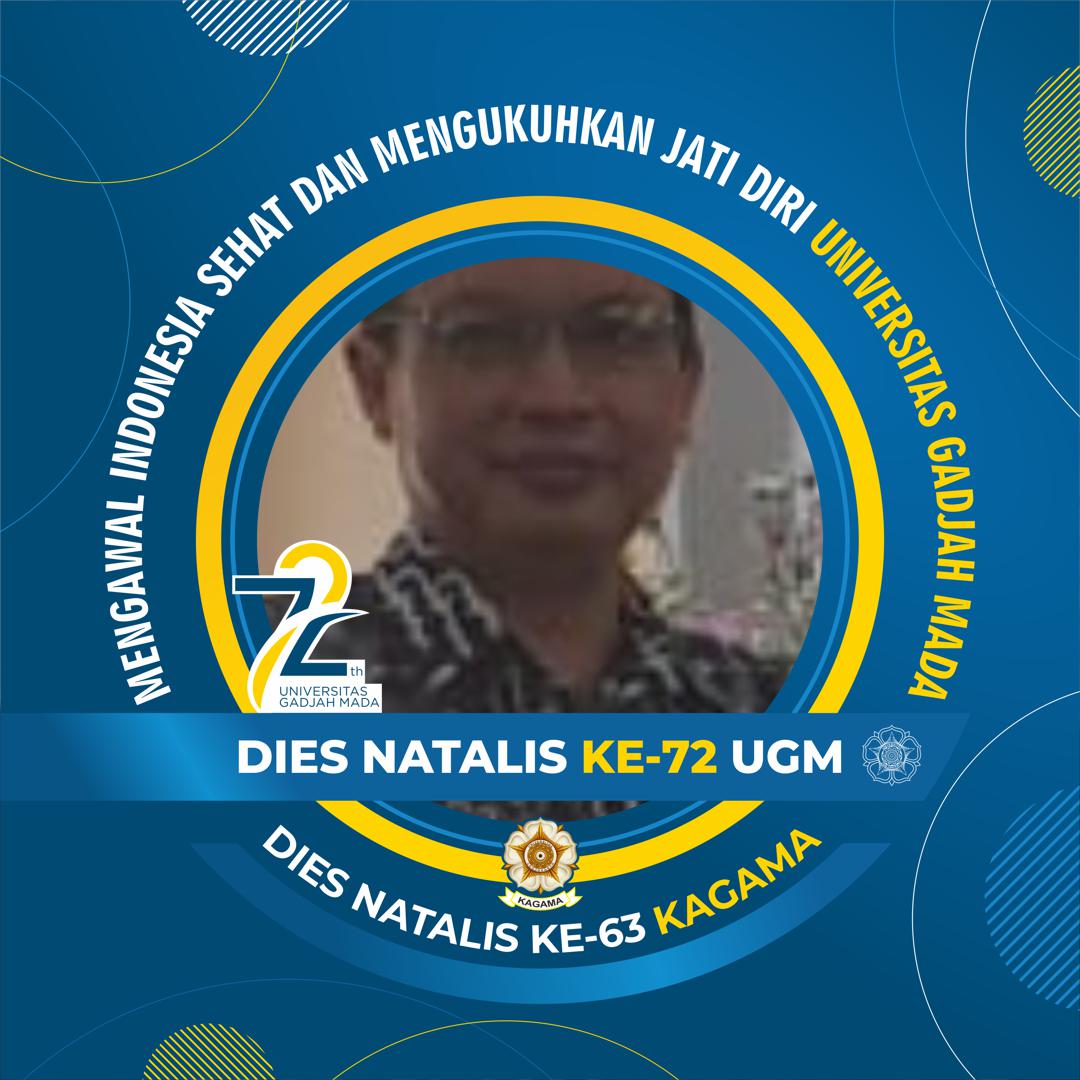 MENGAWAL INDONESIA SEHAT DAN MENGUKUHKAN JATI DIRI UNIVERSITAS GADJAH MADA
72th
UNIVERSITAS
GADJAH MADA
DIES NATALIS KE-72 UGM
KAGAMA
DIES NATALIS KE-63 KAGAMA